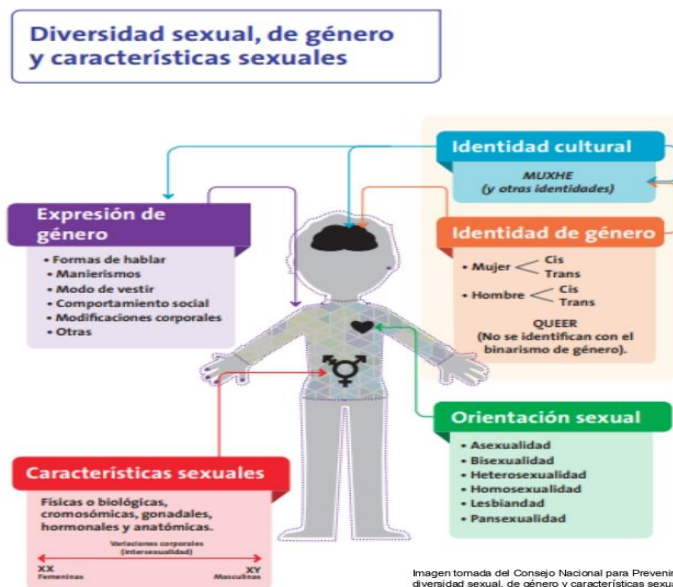 Diversidad sexual, de género
y características sexuales
Identidad cultural
MUXHE
(y otras identidades)
Expresión de
género
• Formas de hablar
• Manierismos
• Modo de vestir
• Comportamiento social
• Modificaciones corporales
• Otras
Identidad de género
• Mujer
Cis
Trans
• Hombre
Cis
Trans
QUEER
(No se identifican con el
binarismo de género).
Orientación sexual
• Asexualidad
• Bisexualidad
• Heterosexualidad
• Homosexualidad
• Lesbiandad
• Pansexualidad
Características sexuales
Físicas o biológicas,
cromosómicas, gonadales,
hormonales y anatómicas.
Variaciones corporales
(intersexualidad)
XX
Femeninas
XY
Masculinas
Imagen tomada del Consejo Nacional para Prevenir
diversidad sexual, de género y características sexua